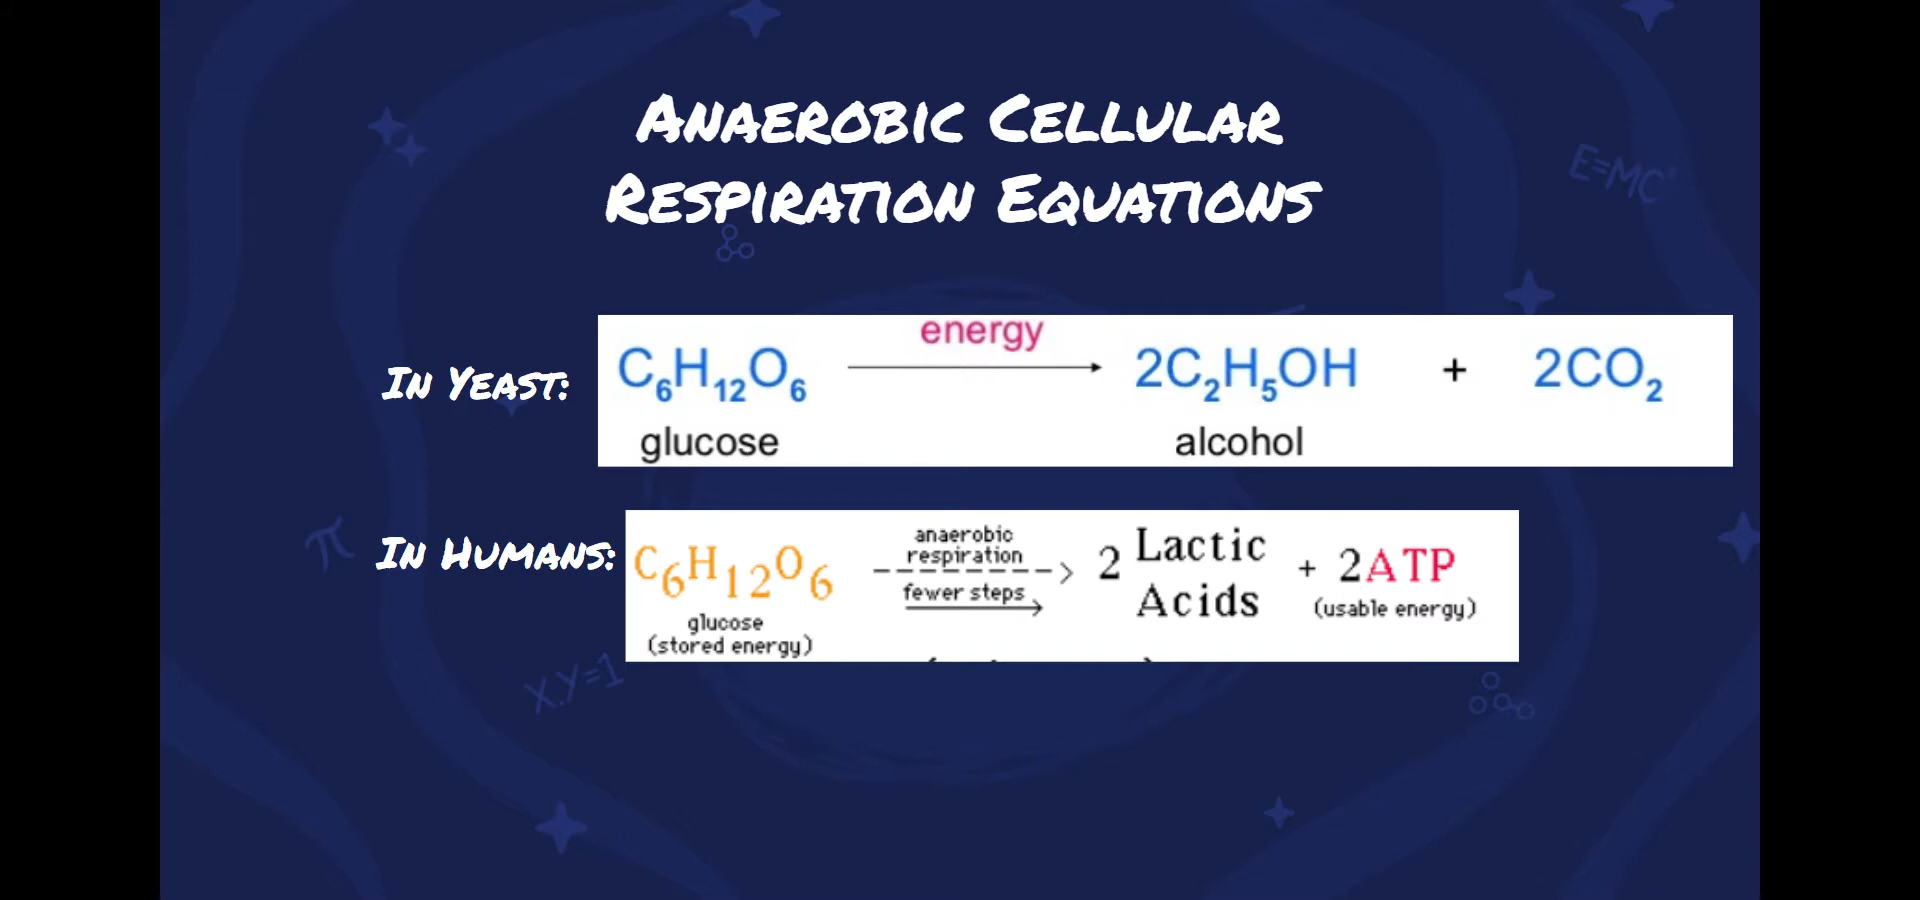 Anaerobic Cellular
Respiration Equations
E=MC²
In Yeast:
energy
C₆H₁₂O₆ → 2C₂H₅OH + 2CO₂
glucose alcohol
π
In Humans:
C₆H₁₂O₆
glucose
(stored energy)
anaerobic
respiration
fewer steps
2 Lactic
Acids
+ 2ATP
(usable energy)
X.Y=1